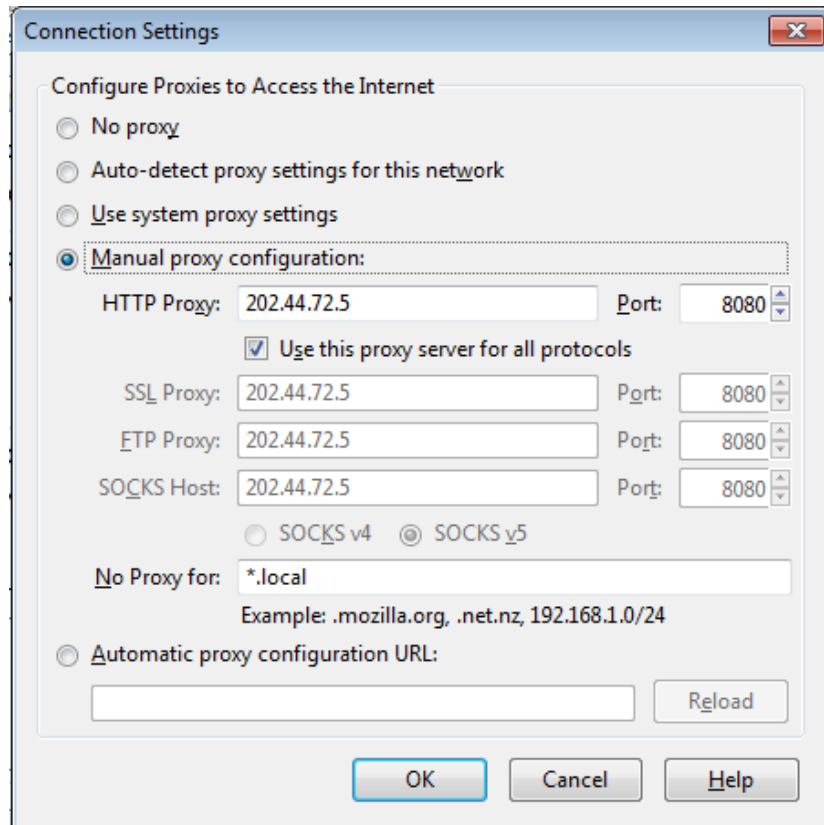 Connection Settings
Configure Proxies to Access the Internet
No proxy
Auto-detect proxy settings for this network
Use system proxy settings
Manual proxy configuration:
HTTP Proxy: 202.44.72.5 Port: 8080
Use this proxy server for all protocols
SSL Proxy: 202.44.72.5 Port: 8080
FTP Proxy: 202.44.72.5 Port: 8080
SOCKS Host: 202.44.72.5 Port: 8080
SOCKS v4 SOCKS v5
No Proxy for: *.local
Example: .mozilla.org, .net.nz, 192.168.1.0/24
Automatic proxy configuration URL:
Reload
OK Cancel Help